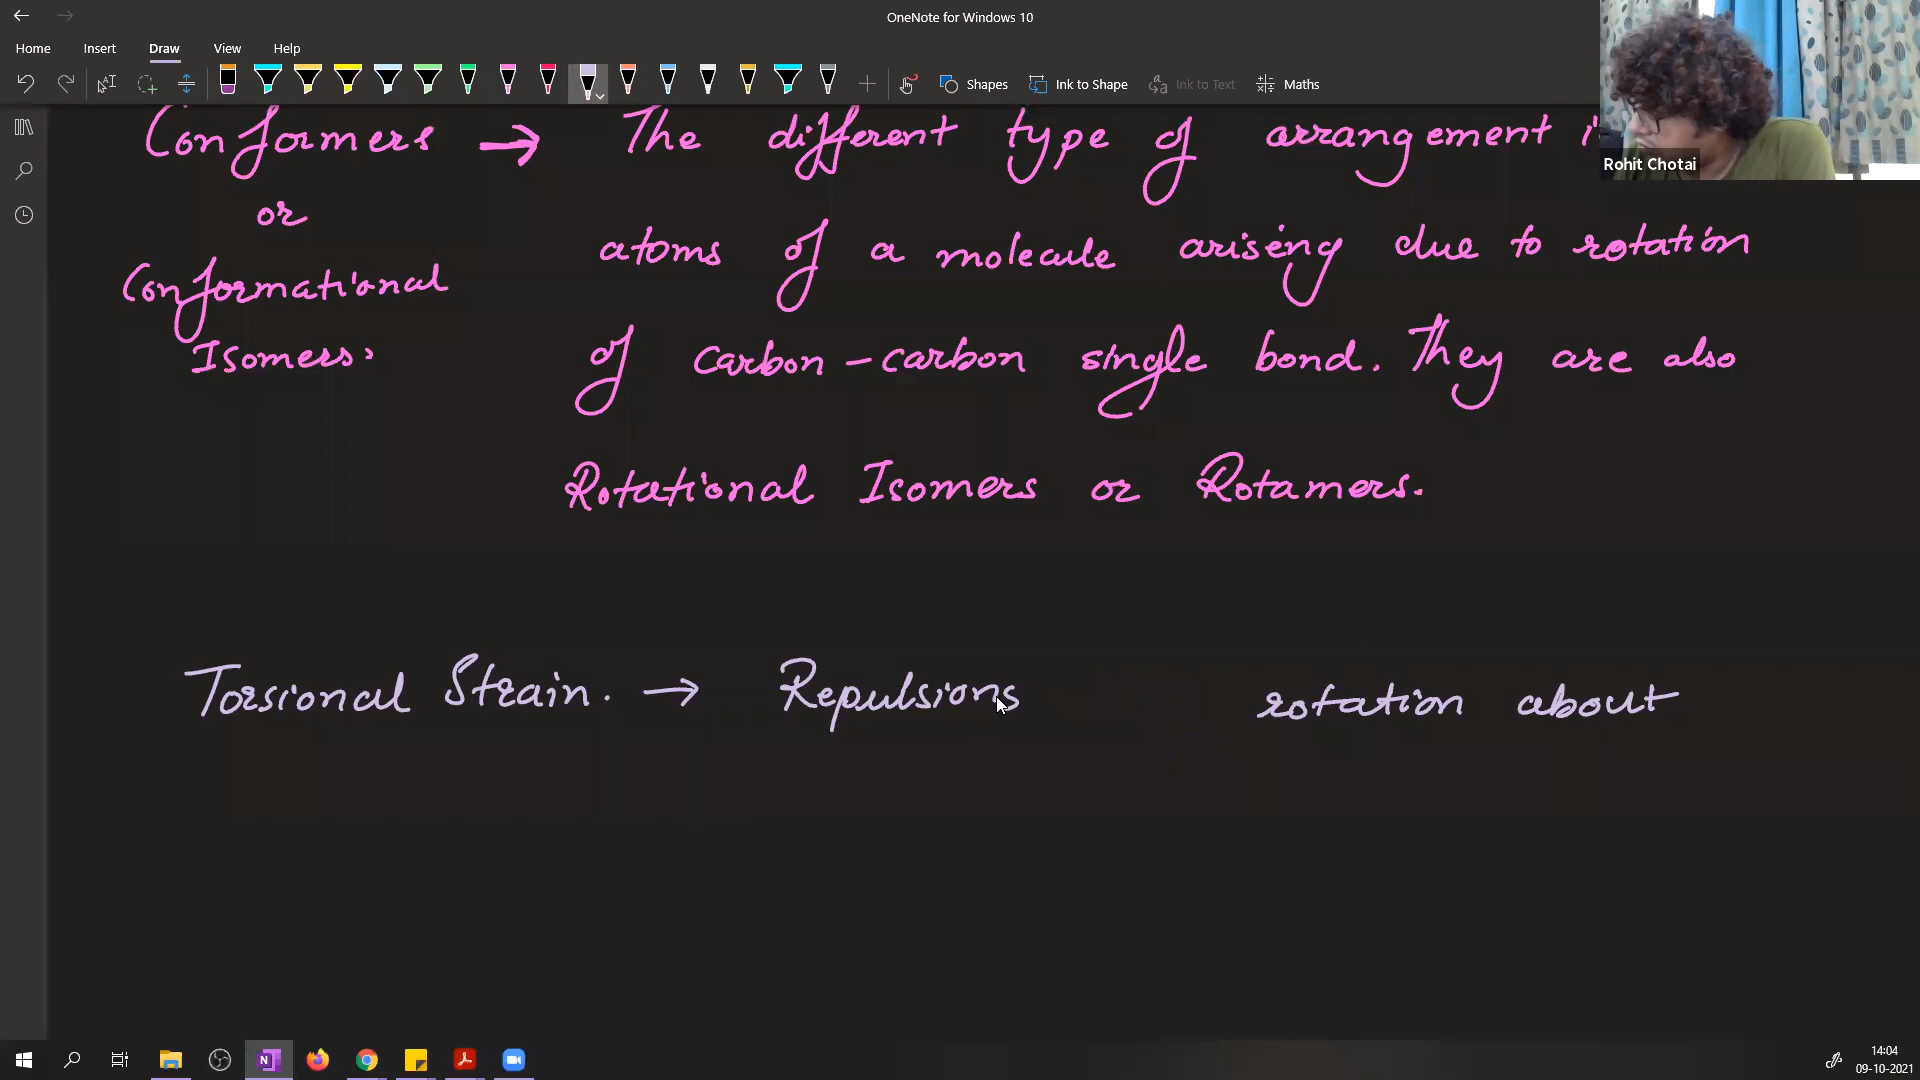 OneNote for Windows 10
Home Insert Draw View Help
Shapes Ink to Shape Ink to Text Maths
Rohit Chotai
Conformers → The different type of arrangement
or
atoms of a molecule arising due to rotation
Conformational
Isomers
of carbon-carbon single bond. They are also
Rotational Isomers or Rotamers.
Torsional Strain. → Repulsions rotation about
14:04
09-10-2021